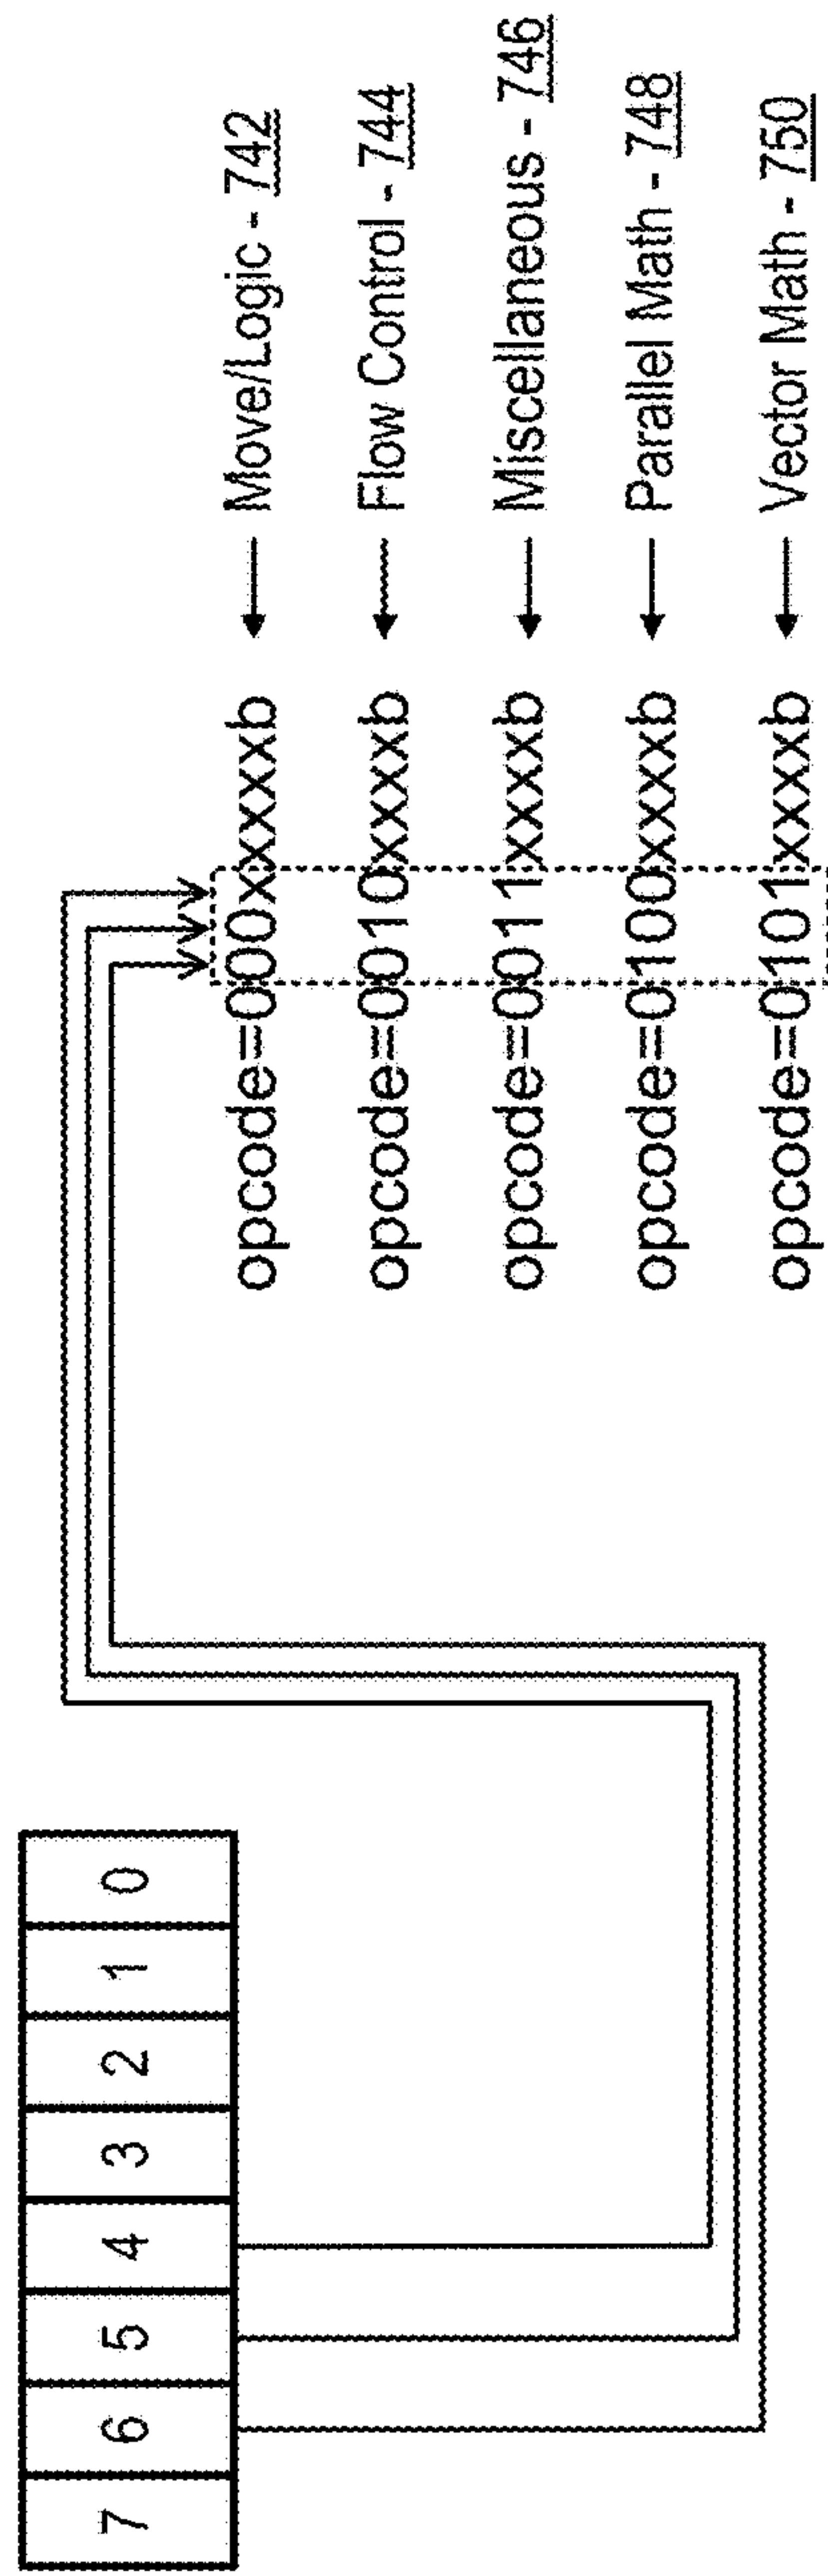 7 6 5 4 3 2 1 0
opcode=000xxxxxb ← Move/Logic - 742
opcode=0010xxxxb ← Flow Control - 744
opcode=0011xxxxb ← Miscellaneous - 746
opcode=0100xxxxb ← Parallel Math - 748
opcode=0101xxxxb ← Vector Math - 750